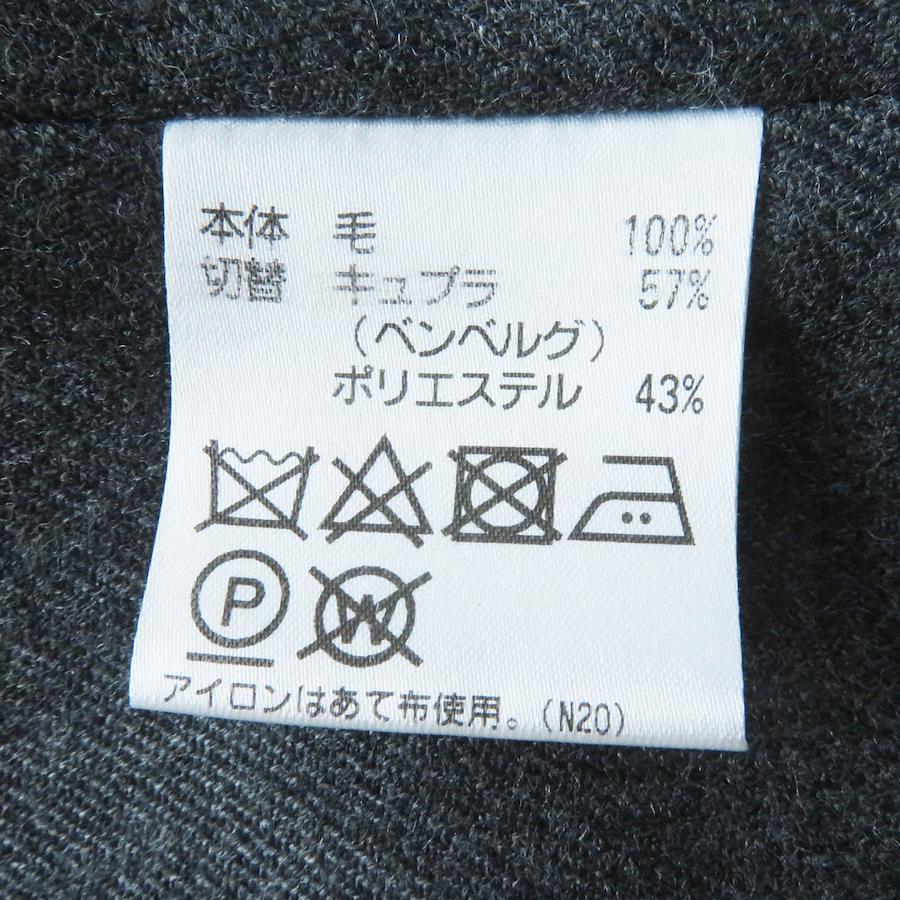 本体 毛 100%
切替 キュプラ 57%
(ベンベルグ)
ポリエステル 43%
P W
アイロンはあて布使用。(N20)